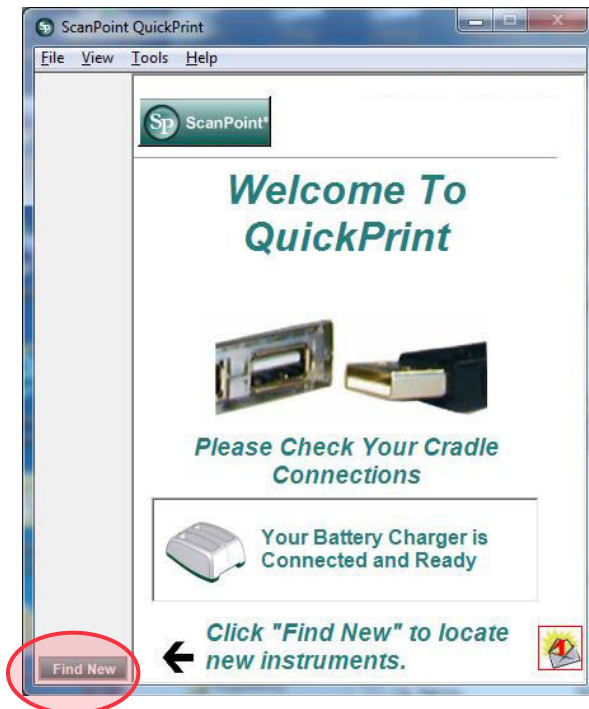 ScanPoint QuickPrint
File View Tools Help
Sp ScanPoint®
Welcome To
QuickPrint
Please Check Your Cradle
Connections
Your Battery Charger is
Connected and Ready
Click "Find New" to locate
new instruments.
Find New